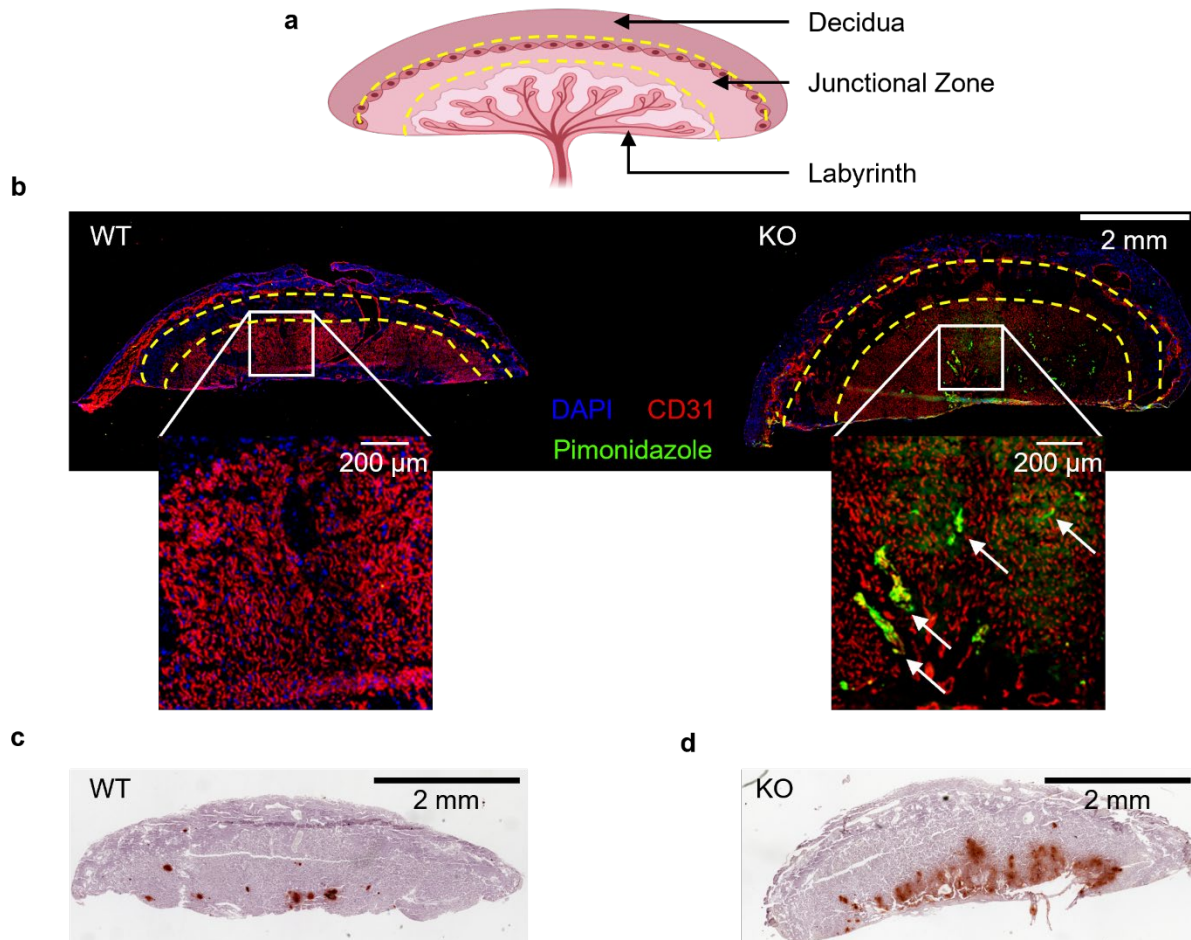 a
Decidua
Junctional Zone
Labyrinth
b
WT
KO
2 mm
DAPI CD31
Pimonidazole
200 µm
200 µm
c
d
WT
2 mm
KO
2 mm